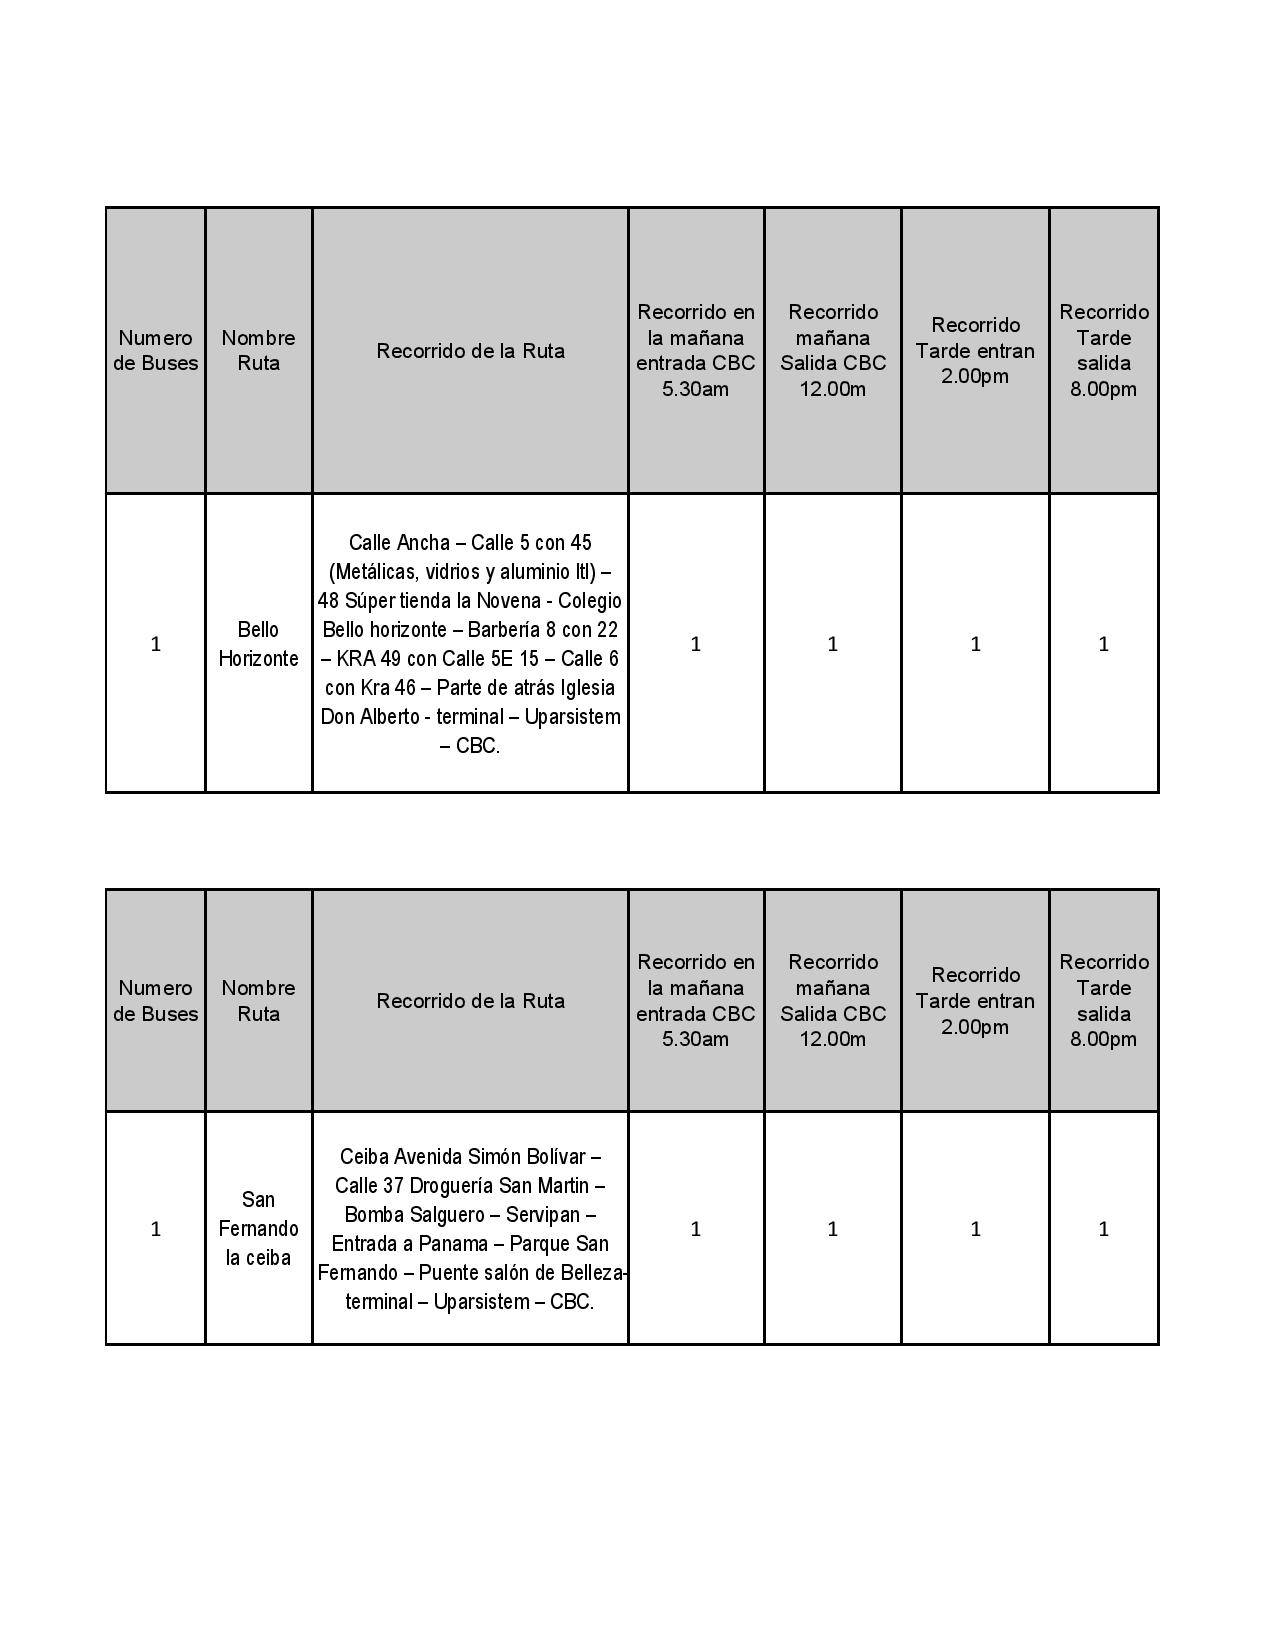 Numero
de Buses
Nombre
Ruta
Recorrido de la Ruta
Recorrido en
la mañana
entrada CBC
5.30am
Recorrido
mañana
Salida CBC
12.00m
Recorrido
Tarde entran
2.00pm
Recorrido
Tarde
salida
8.00pm
1
Bello
Horizonte
Calle Ancha – Calle 5 con 45
(Metálicas, vidrios y aluminio ltl) –
48 Súper tienda la Novena - Colegio
Bello horizonte – Barbería 8 con 22
– KRA 49 con Calle 5E 15 – Calle 6
con Kra 46 – Parte de atrás Iglesia
Don Alberto - terminal – Uparsistem
– CBC.
1
1
1
1
Numero
de Buses
Nombre
Ruta
Recorrido de la Ruta
Recorrido en
la mañana
entrada CBC
5.30am
Recorrido
mañana
Salida CBC
12.00m
Recorrido
Tarde entran
2.00pm
Recorrido
Tarde
salida
8.00pm
1
San
Fernando
la ceiba
Ceiba Avenida Simón Bolívar –
Calle 37 Droguería San Martin –
Bomba Salguero – Servipan –
Entrada a Panama – Parque San
Fernando – Puente salón de Belleza-
terminal – Uparsistem – CBC.
1
1
1
1